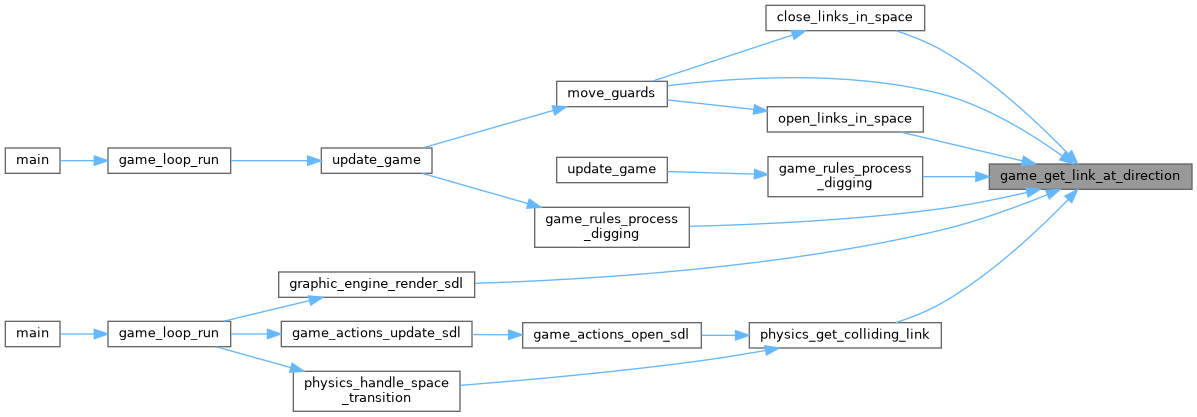 close_links_in_space
move_guards
open_links_in_space
main
game_loop_run
update_game
update_game
game_rules_process
_digging
game_get_link_at_direction
game_rules_process
_digging
graphic_engine_render_sdl
main
game_loop_run
game_actions_update_sdl
game_actions_open_sdl
physics_get_colliding_link
physics_handle_space
_transition